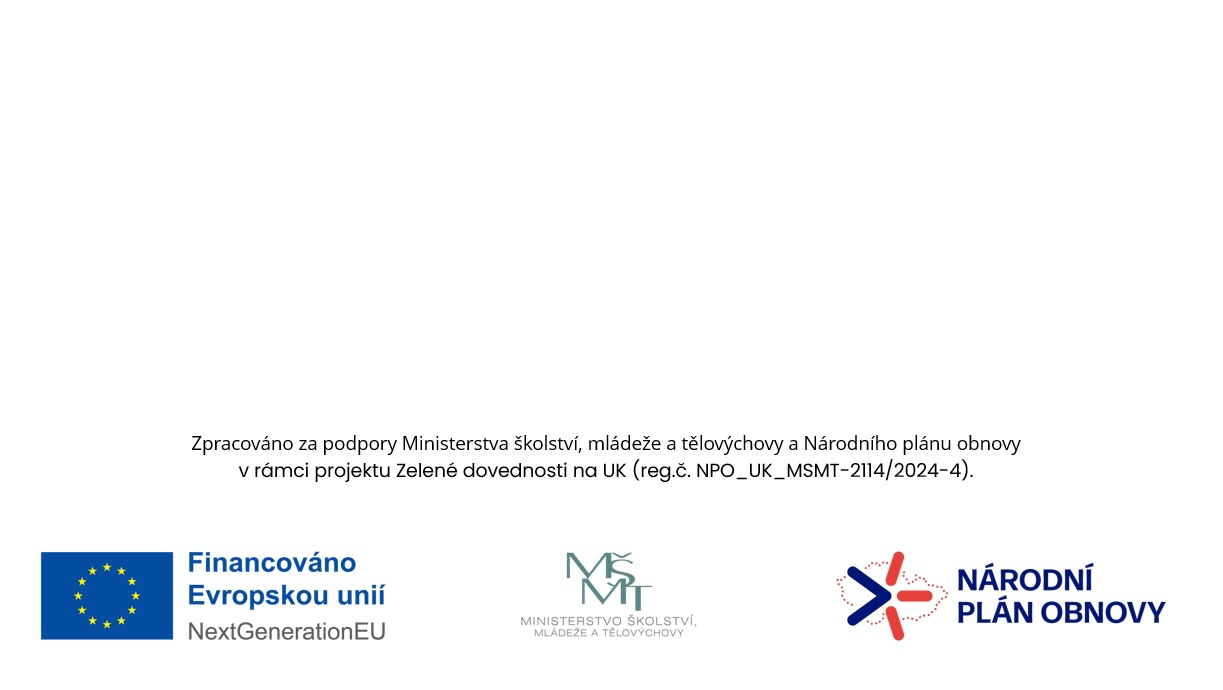 Zpracováno za podpory Ministerstva školství, mládeže a tělovýchovy a Národního plánu obnovy
v rámci projektu Zelené dovednosti na UK (reg.č. NPO_UK_MSMT-2114/2024-4).
Financováno
Evropskou unií
NextGenerationEU
MŠMT
MINISTERSTVO ŠKOLSTVÍ,
MLÁDEŽE A TĚLOVÝCHOVY
NÁRODNÍ
PLÁN OBNOVY